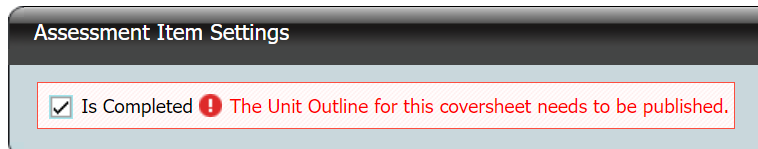 Assessment Item Settings
Is Completed The Unit Outline for this coversheet needs to be published.